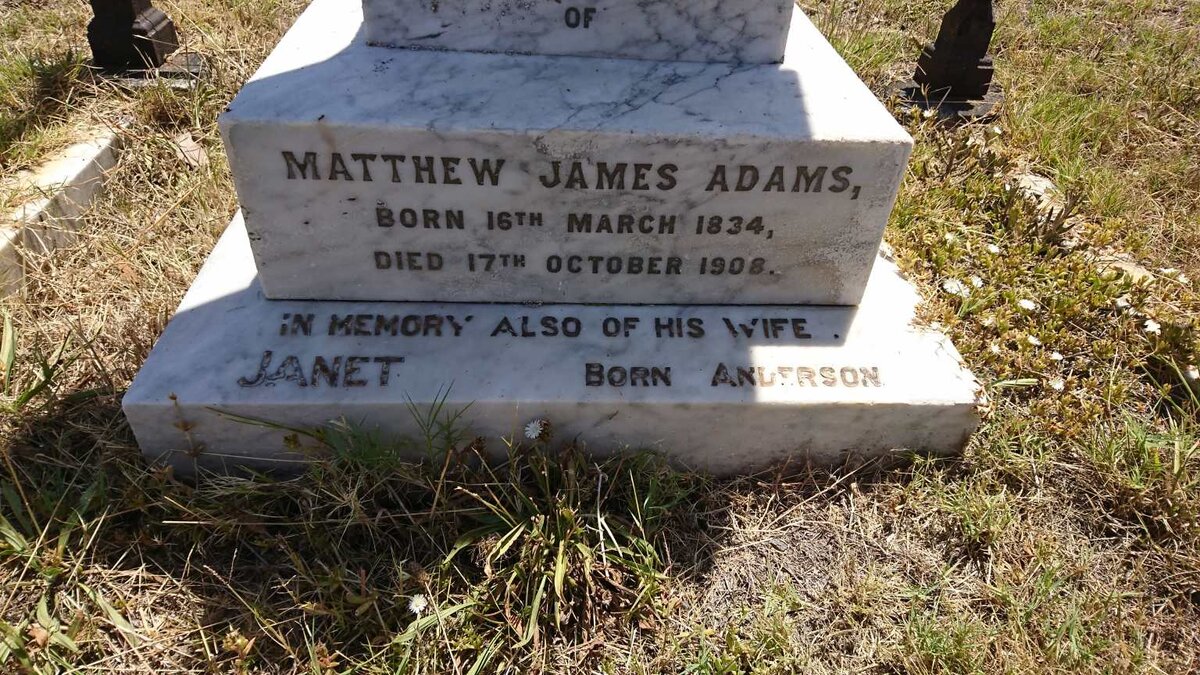 OF
MATTHEW JAMES ADAMS,
BORN 16TH MARCH 1834,
DIED 17TH OCTOBER 1908.
IN MEMORY ALSO OF HIS WIFE.
JANET BORN ANDERSON